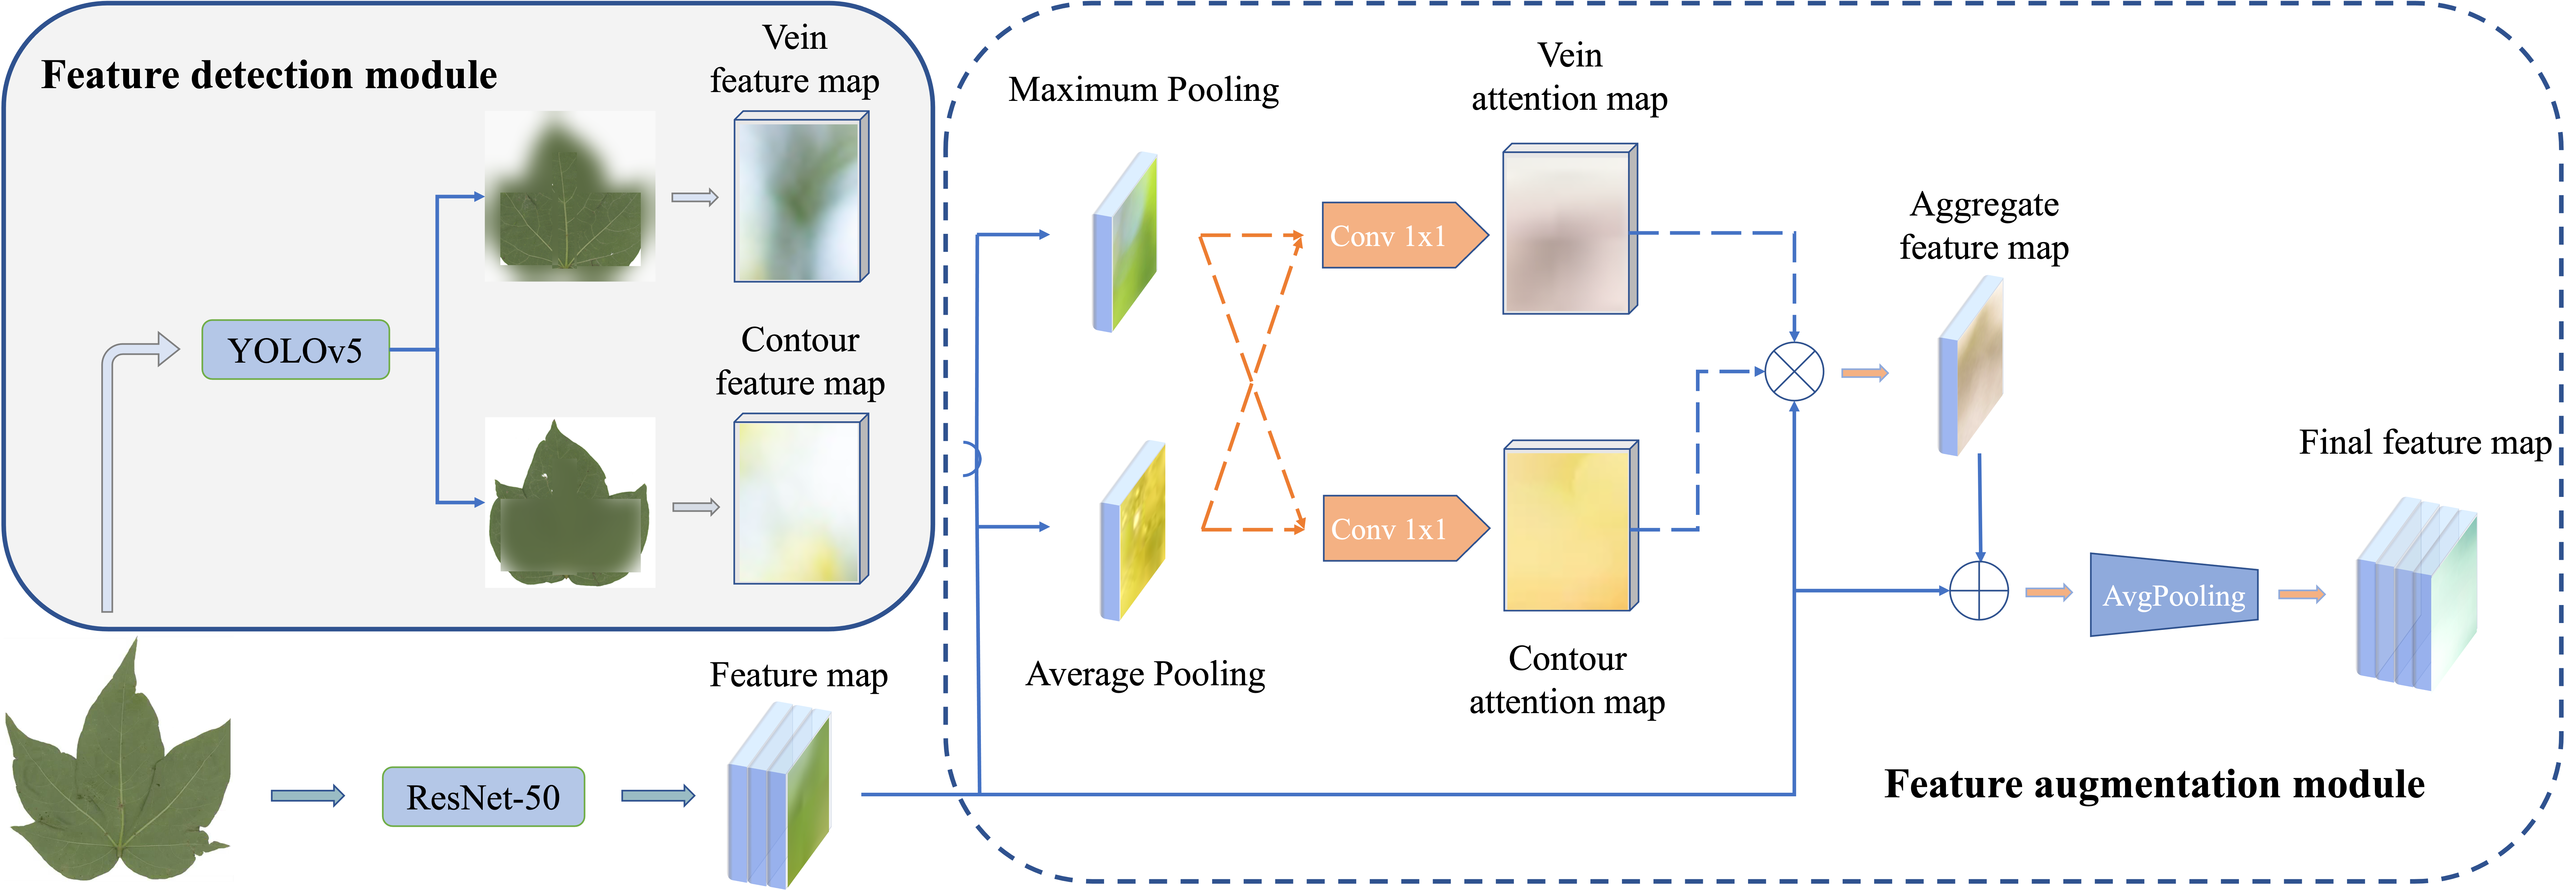 Feature detection module
Vein
feature map
YOLOv5
Contour
feature map
ResNet-50
Feature map
Maximum Pooling
Average Pooling
Conv 1x1
Conv 1x1
Vein
attention map
Contour
attention map
Aggregate
feature map
AvgPooling
Final feature map
Feature augmentation module